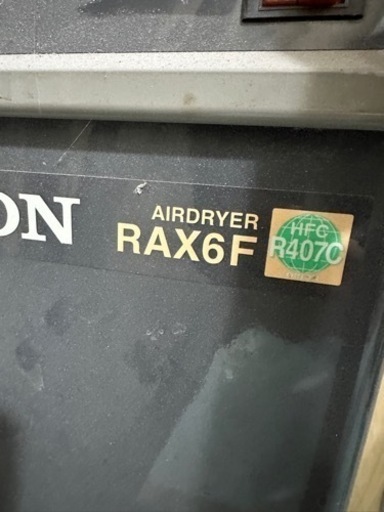 ON
AIRDRYER
RAX6F
HFC
R407C